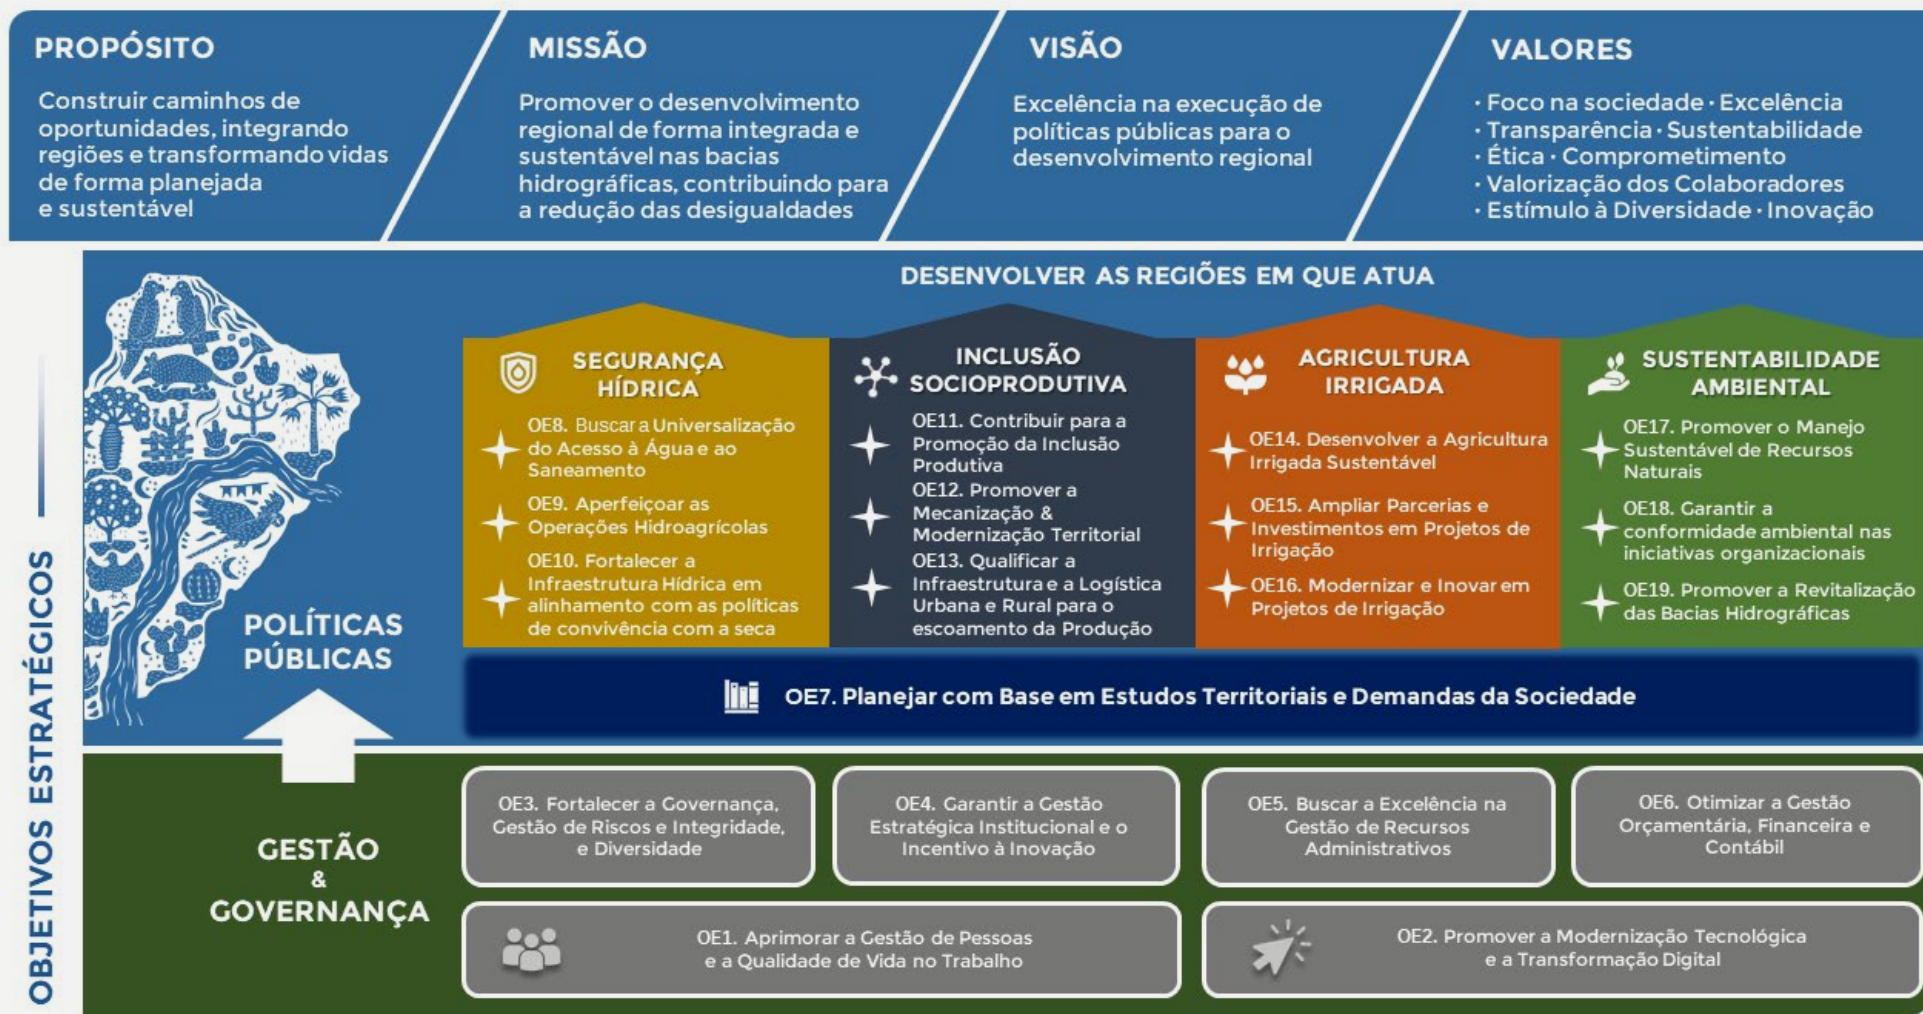 PROPÓSITO
Construir caminhos de
oportunidades, integrando
regiões e transformando vidas
de forma planejada
e sustentável
MISSÃO
Promover o desenvolvimento
regional de forma integrada e
sustentável nas bacias
hidrográficas, contribuindo para
a redução das desigualdades
VISÃO
Excelência na execução de
políticas públicas para o
desenvolvimento regional
VALORES
· Foco na sociedade · Excelência
· Transparência · Sustentabilidade
· Ética · Comprometimento
· Valorização dos Colaboradores
· Estímulo à Diversidade · Inovação
OBJETIVOS ESTRATÉGICOS
POLÍTICAS
PÚBLICAS
DESENVOLVER AS REGIÕES EM QUE ATUA
SEGURANÇA
HÍDRICA
OE8. Buscar a Universalização
do Acesso à Água e ao
Saneamento
OE9. Aperfeiçoar as
Operações Hidroagrícolas
OE10. Fortalecer a
Infraestrutura Hídrica em
alinhamento com as políticas
de convivência com a seca
INCLUSÃO
SOCIOPRODUTIVA
OE11. Contribuir para a
Promoção da Inclusão
Produtiva
OE12. Promover a
Mecanização &
Modernização Territorial
OE13. Qualificar a
Infraestrutura e a Logística
Urbana e Rural para o
escoamento da Produção
AGRICULTURA
IRRIGADA
OE14. Desenvolver a Agricultura
Irrigada Sustentável
OE15. Ampliar Parcerias e
Investimentos em Projetos de
Irrigação
OE16. Modernizar e Inovar em
Projetos de Irrigação
SUSTENTABILIDADE
AMBIENTAL
OE17. Promover o Manejo
Sustentável de Recursos
Naturais
OE18. Garantir a
conformidade ambiental nas
iniciativas organizacionais
OE19. Promover a Revitalização
das Bacias Hidrográficas
OE7. Planejar com Base em Estudos Territoriais e Demandas da Sociedade
GESTÃO
&
GOVERNANÇA
OE3. Fortalecer a Governança,
Gestão de Riscos e Integridade,
e Diversidade
OE4. Garantir a Gestão
Estratégica Institucional e o
Incentivo à Inovação
OE5. Buscar a Excelência na
Gestão de Recursos
Administrativos
OE6. Otimizar a Gestão
Orçamentária, Financeira e
Contábil
OE1. Aprimorar a Gestão de Pessoas
e a Qualidade de Vida no Trabalho
OE2. Promover a Modernização Tecnológica
e a Transformação Digital